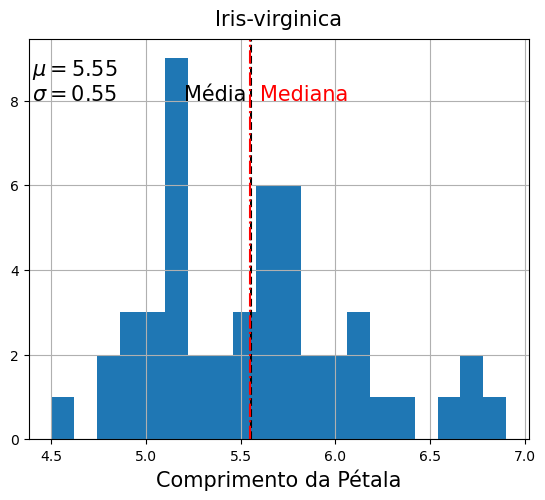 Iris-virginica
μ = 5.55
σ = 0.55
Média
Mediana
8
6
4
2
0
4.5 5.0 5.5 6.0 6.5 7.0
Comprimento da Pétala